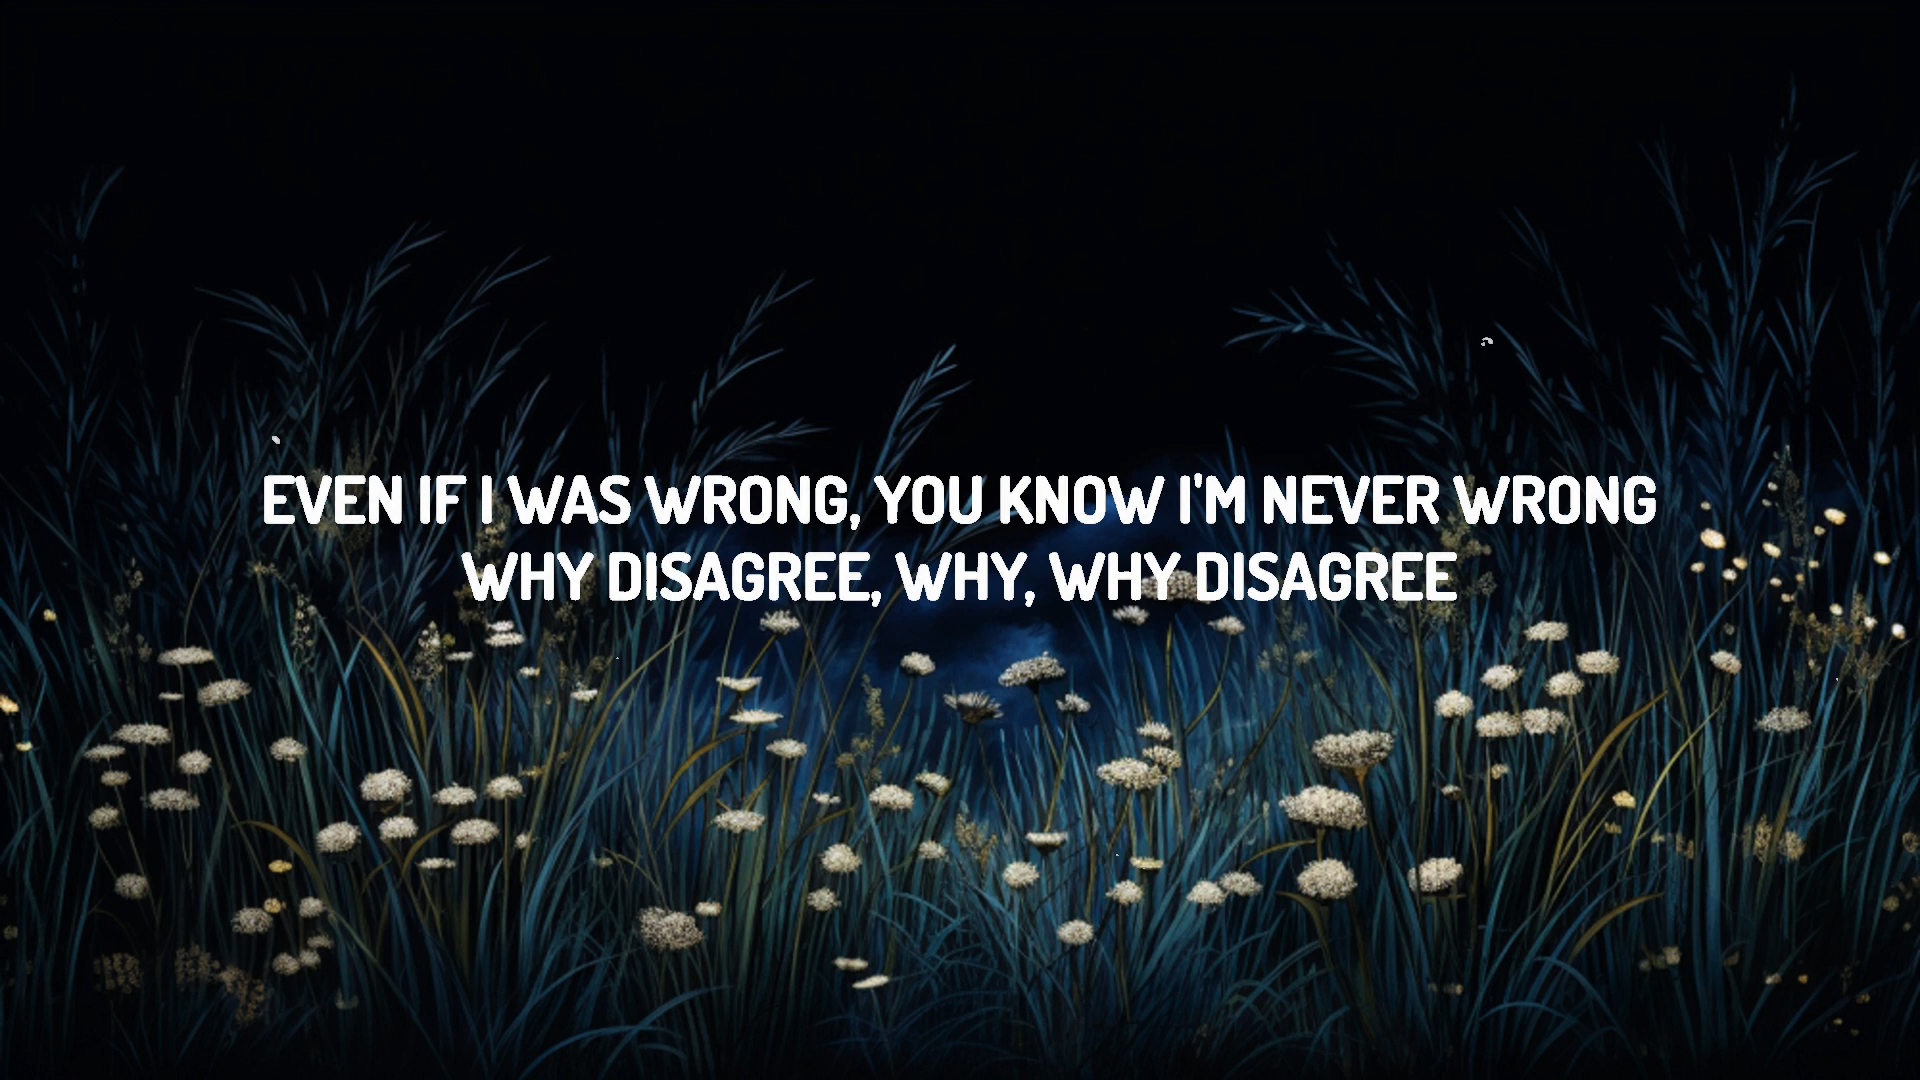 EVEN IF I WAS WRONG, YOU KNOW I'M NEVER WRONG
WHY DISAGREE, WHY, WHY DISAGREE